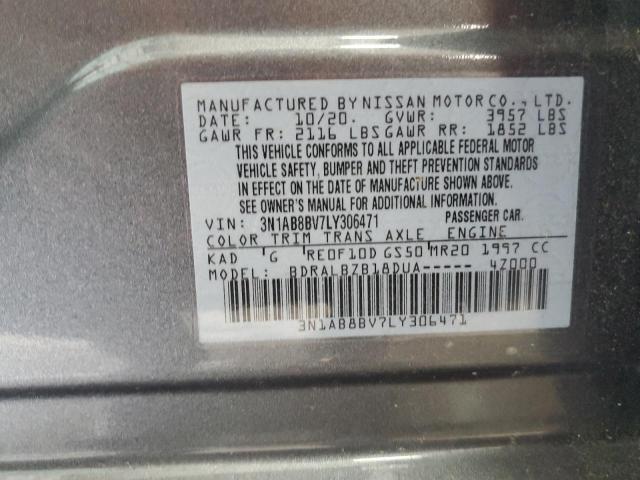 MANUFACTURED BY NISSAN MOTOR CO., LTD.
DATE: 10/20. GVWR: 3957 LBS
GAWR FR: 2116 LBS GAWR RR: 1852 LBS
THIS VEHICLE CONFORMS TO ALL APPLICABLE FEDERAL MOTOR
VEHICLE SAFETY, BUMPER AND THEFT PREVENTION STANDARDS
IN EFFECT ON THE DATE OF MANUFACTURE SHOWN ABOVE.
SEE OWNER'S MANUAL FOR ADDITIONAL INFORMATION.
VIN: 3N1AB8BV7LY306471 PASSENGER CAR.
COLOR TRIM TRANS AXLE ENGINE
KAD G RE0F10D GS50 MR20 1997 CC
MODEL: BDRALBZB18DUA----- 4Z000
3N1AB8BV7LY306471